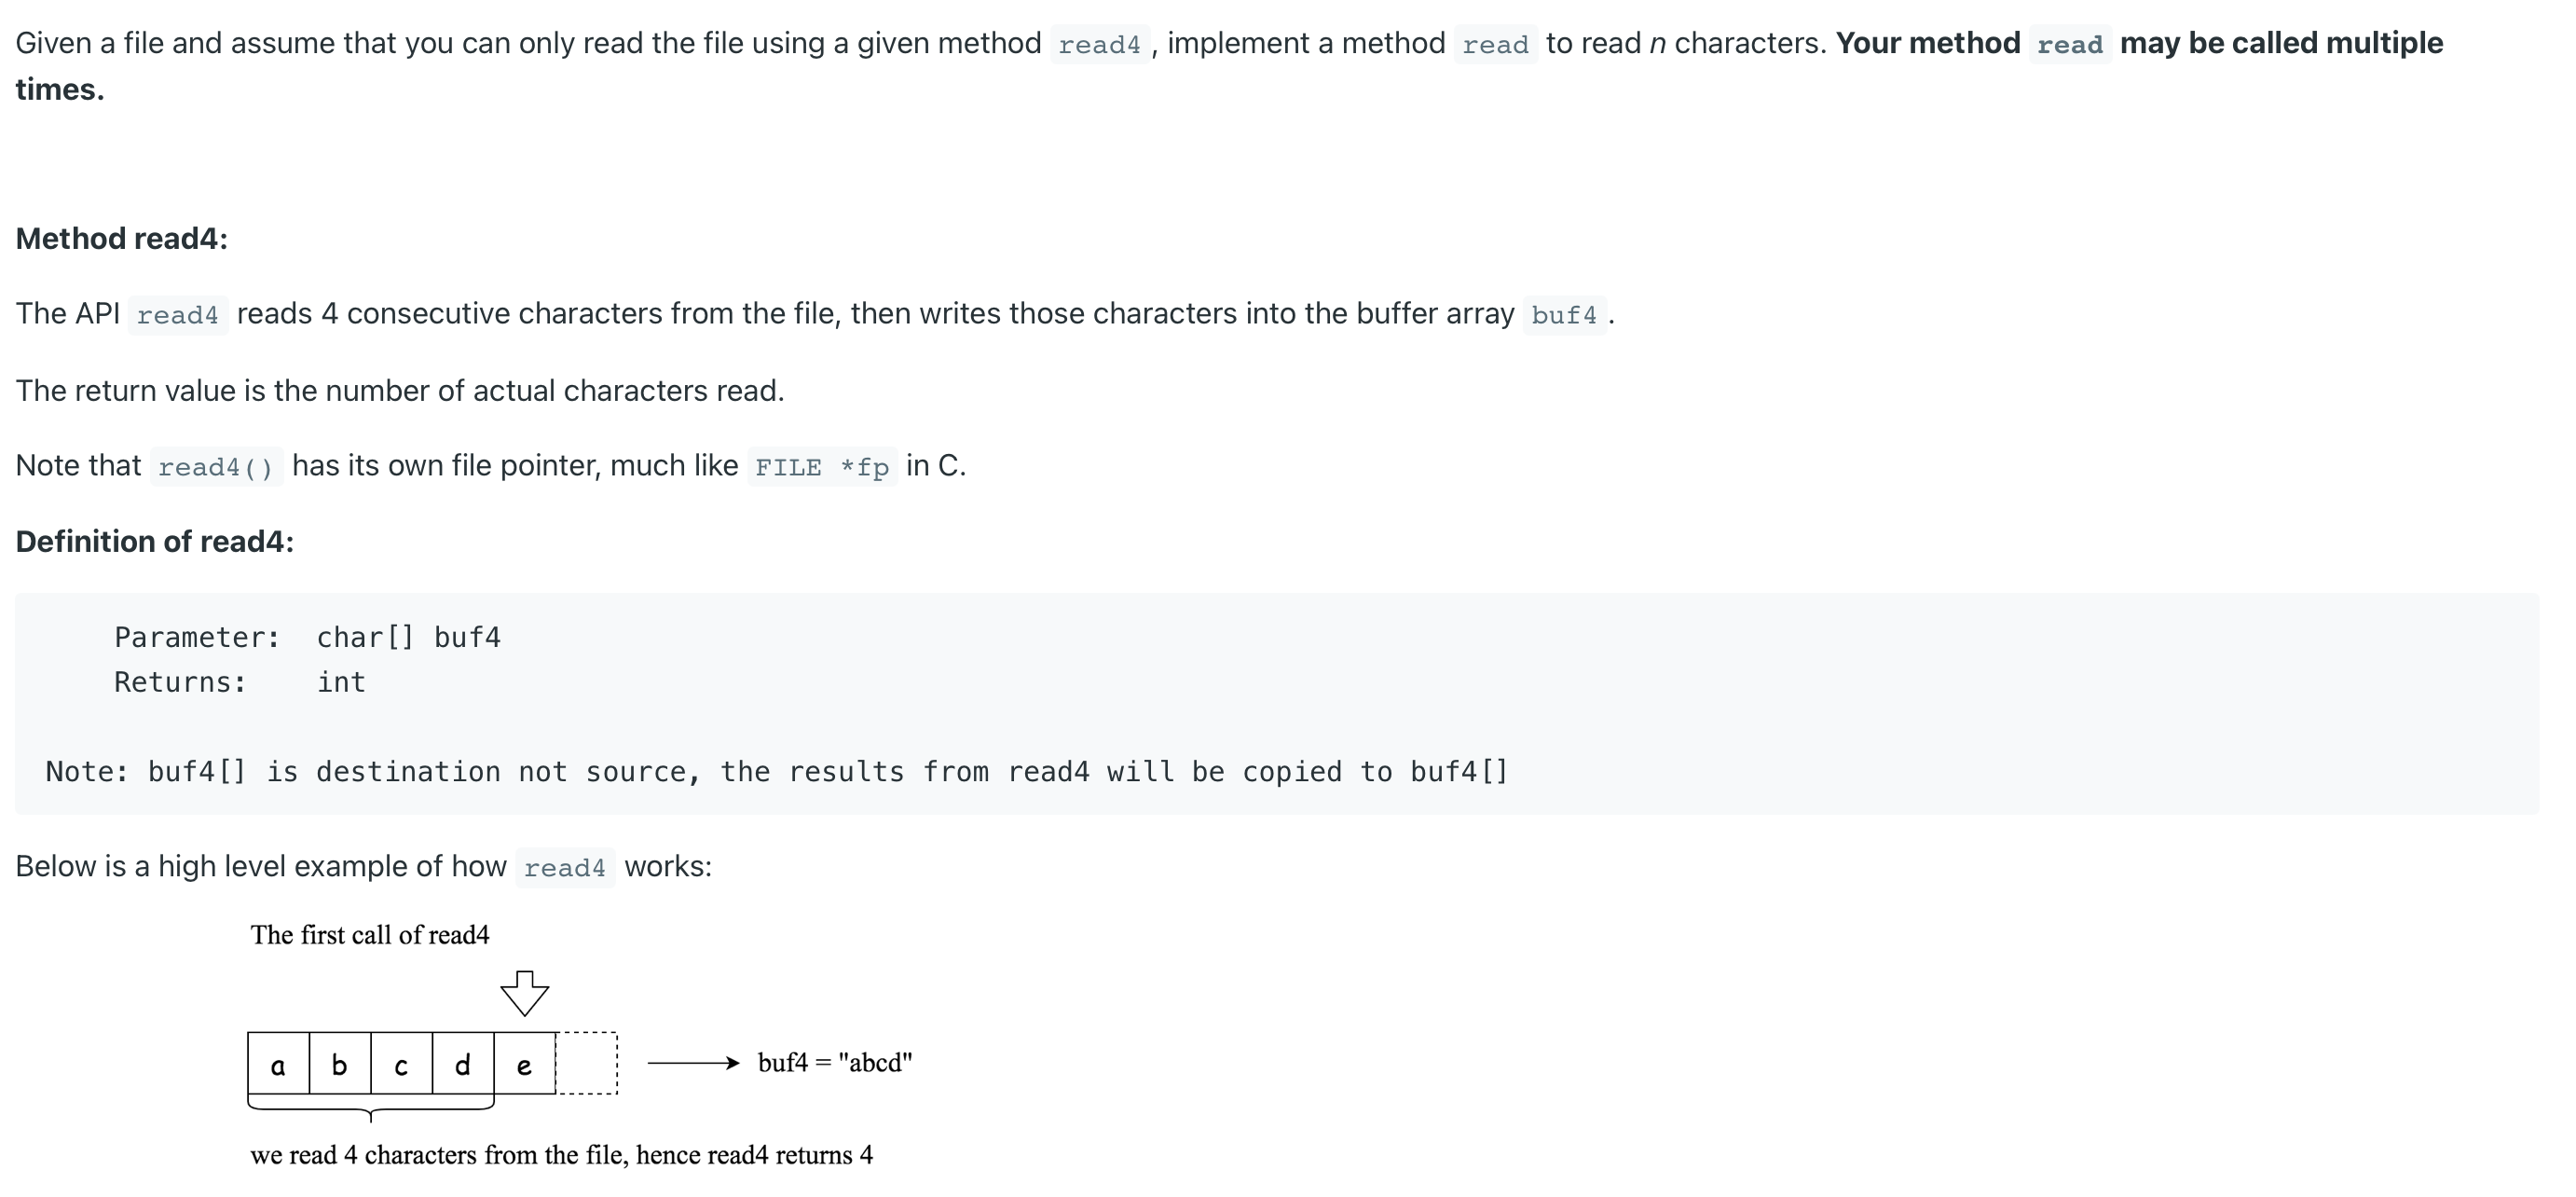 Given a file and assume that you can only read the file using a given method read4 , implement a method read to read n characters. Your method read may be called multiple
times.
Method read4:
The API read4 reads 4 consecutive characters from the file, then writes those characters into the buffer array buf4 .
The return value is the number of actual characters read.
Note that read4() has its own file pointer, much like FILE *fp in C.
Definition of read4:
Parameter: char[] buf4
Returns: int
Note: buf4[] is destination not source, the results from read4 will be copied to buf4[]
Below is a high level example of how read4 works:
The first call of read4
a b c d e buf4 = "abcd"
we read 4 characters from the file, hence read4 returns 4